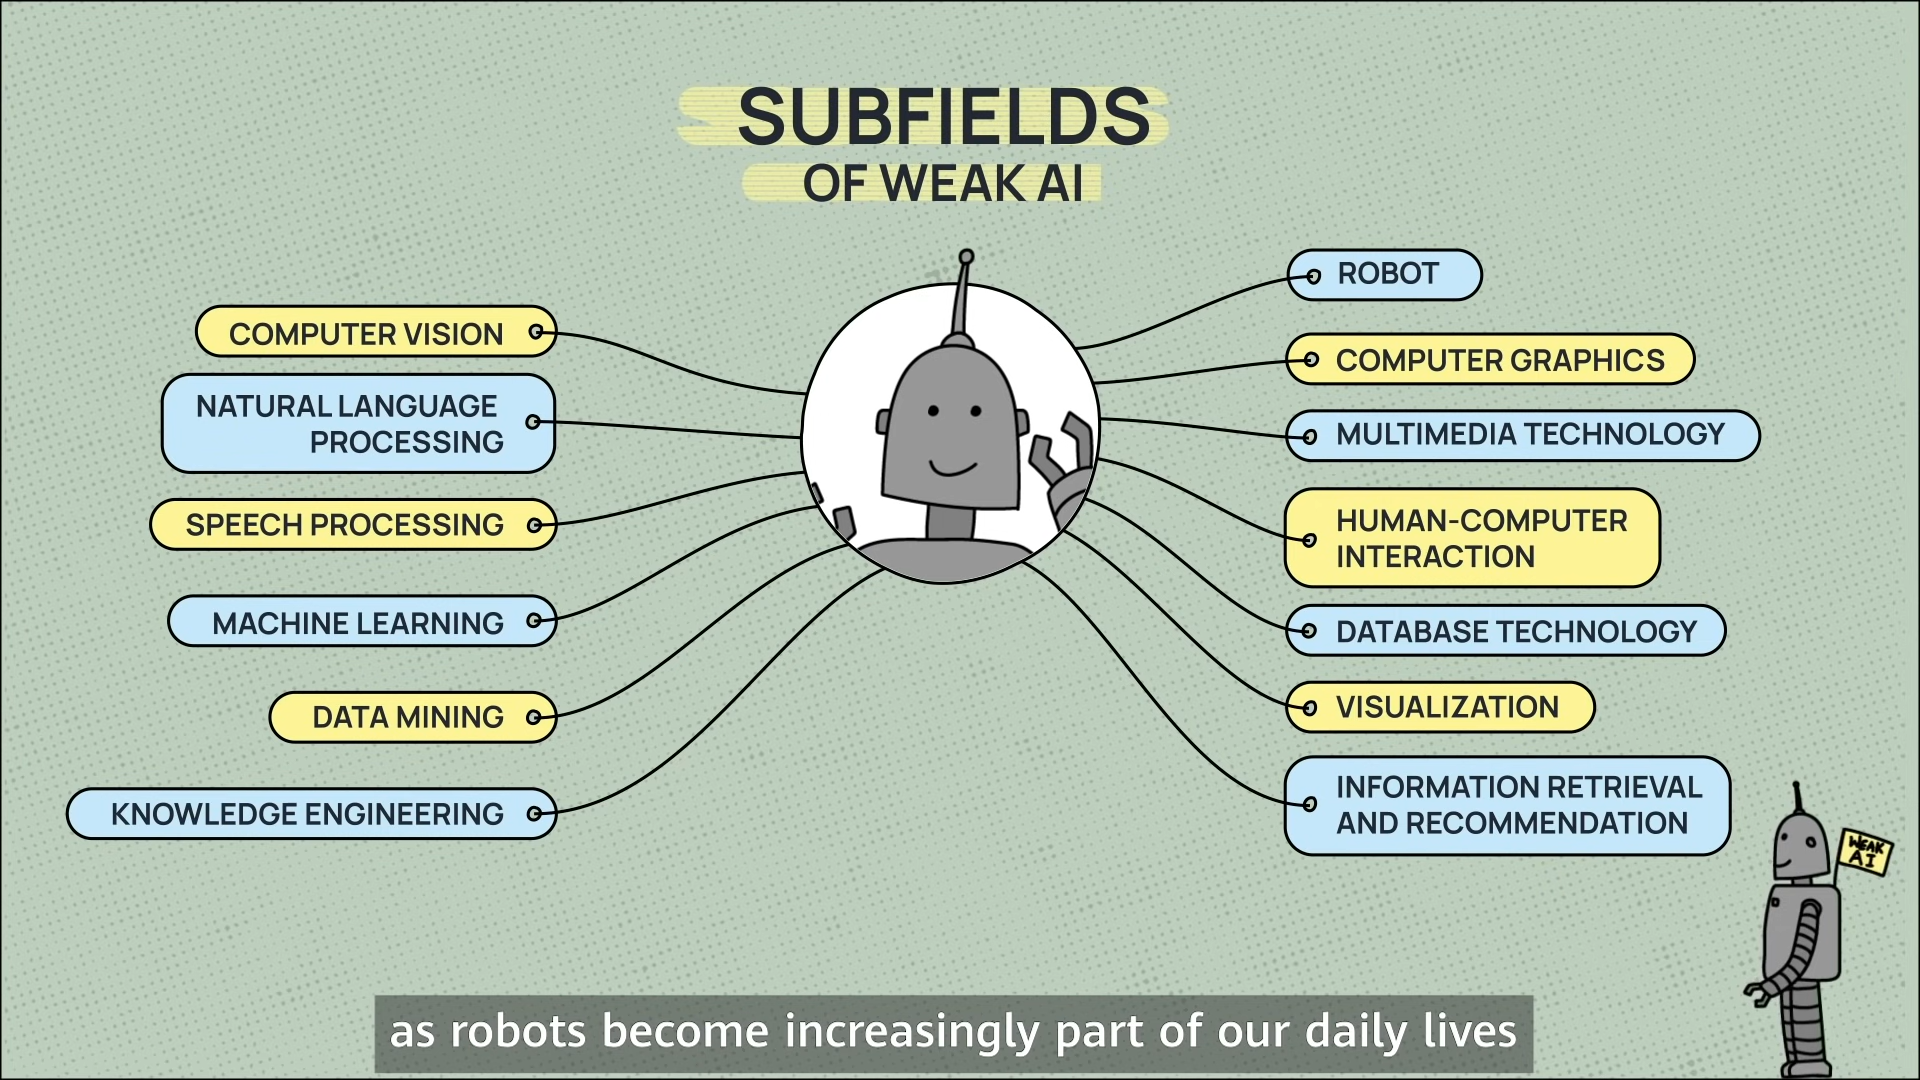 SUBFIELDS
OF WEAK AI
COMPUTER VISION
NATURAL LANGUAGE
PROCESSING
SPEECH PROCESSING
MACHINE LEARNING
DATA MINING
KNOWLEDGE ENGINEERING
ROBOT
COMPUTER GRAPHICS
MULTIMEDIA TECHNOLOGY
HUMAN-COMPUTER
INTERACTION
DATABASE TECHNOLOGY
VISUALIZATION
INFORMATION RETRIEVAL
AND RECOMMENDATION
WEAK
AI
as robots become increasingly part of our daily lives